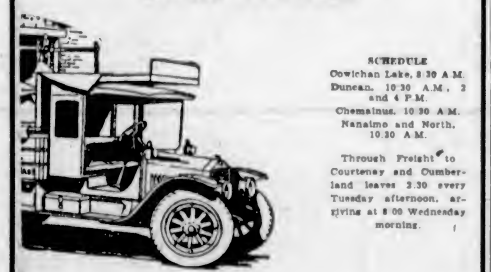 SCHEDULE
Cowichan Lake, 8 30 A.M.
Duncan, 10 30 A.M., 2
and 4 P.M.
Chemainus, 10 30 A.M.
Nanaimo and North,
10.30 A.M.
Through Freight to
Courtenay and Cumber-
land leaves 3.30 every
Tuesday afternoon, ar-
riving at 8 00 Wednesday
morning.